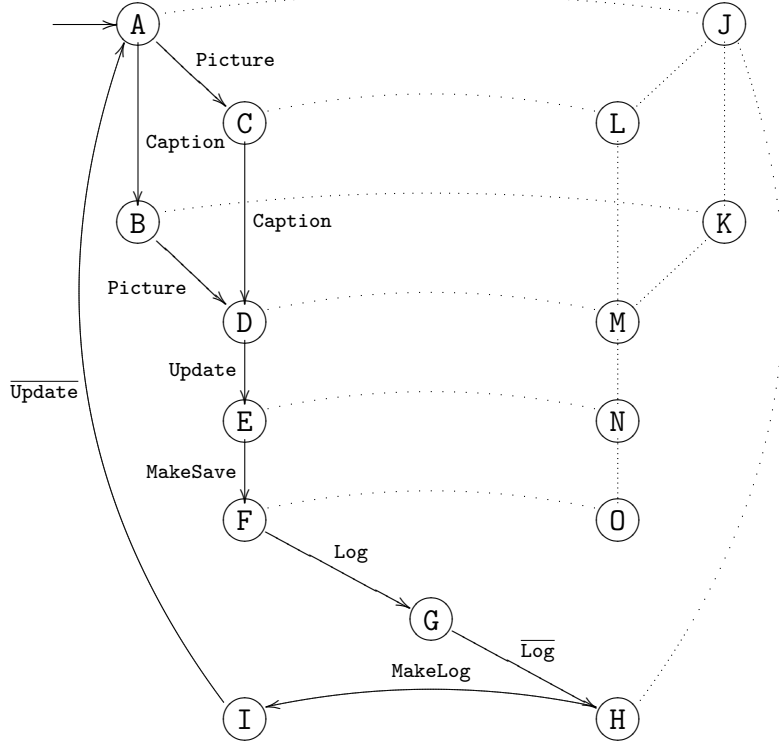 A J
Picture
C L
Caption
B K
Caption
Picture
D M
Update
Update
E N
MakeSave
F O
Log
G
Log
MakeLog
I H